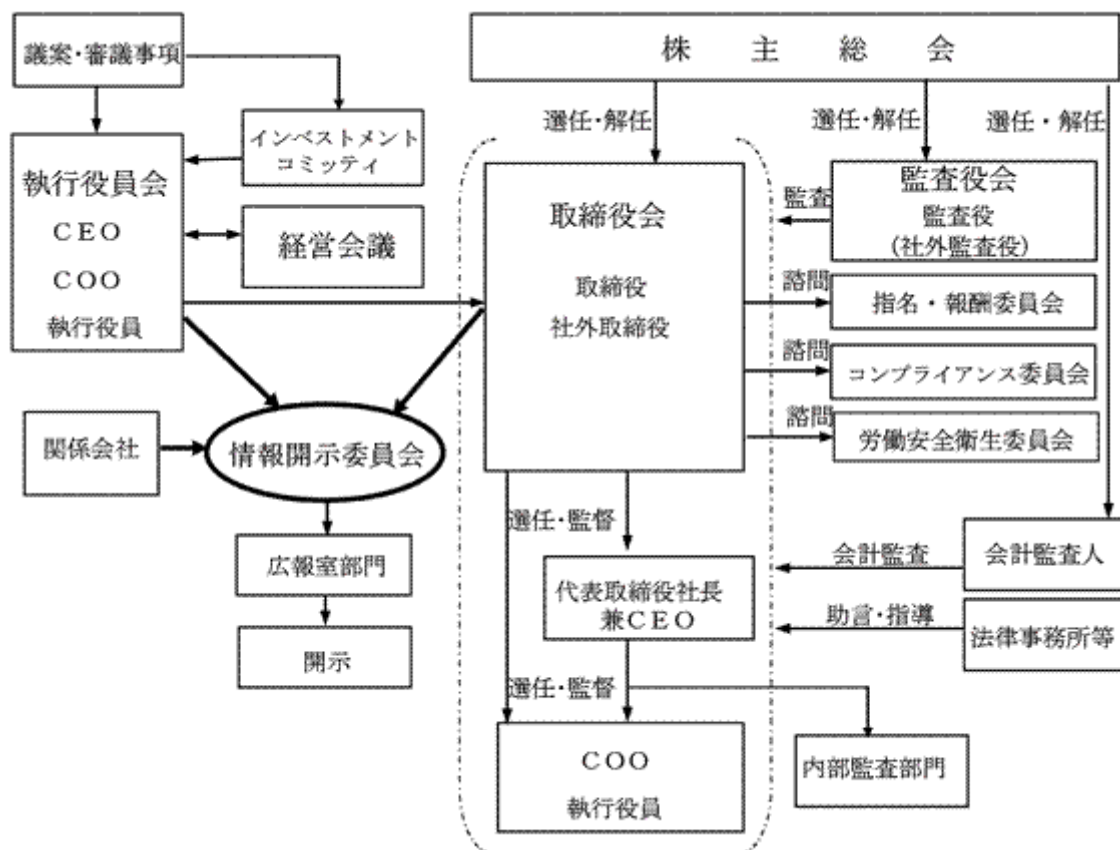 議案・審議事項
株主総会
選任・解任
選任・解任
選任・解任
インベストメント
コミッティ
執行役員会
CEO
COO
執行役員
経営会議
取締役会
取締役
社外取締役
監査
監査役会
監査役
(社外監査役)
諮問
指名・報酬委員会
諮問
コンプライアンス委員会
諮問
労働安全衛生委員会
関係会社
情報開示委員会
広報室部門
開示
選任・監督
代表取締役社長
兼CEO
会計監査
会計監査人
助言・指導
法律事務所等
選任・監督
COO
執行役員
内部監査部門